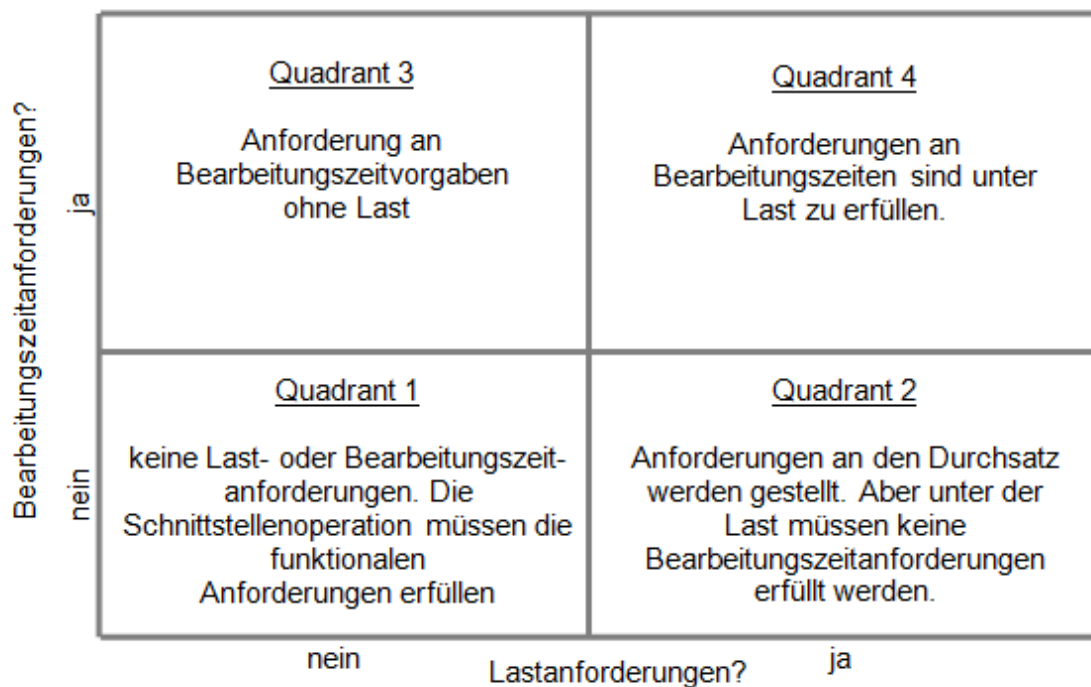 Quadrant 3
Anforderung an
Bearbeitungszeitvorgaben
ohne Last
Quadrant 4
Anforderungen an
Bearbeitungszeiten sind unter
Last zu erfüllen.
Bearbeitungszeitanforderungen?
ja
nein
Quadrant 1
keine Last- oder Bearbeitungszeit-
anforderungen. Die
Schnittstellenoperation müssen die
funktionalen
Anforderungen erfüllen
Quadrant 2
Anforderungen an den Durchsatz
werden gestellt. Aber unter der
Last müssen keine
Bearbeitungszeitanforderungen
erfüllt werden.
nein
Lastanforderungen?
ja